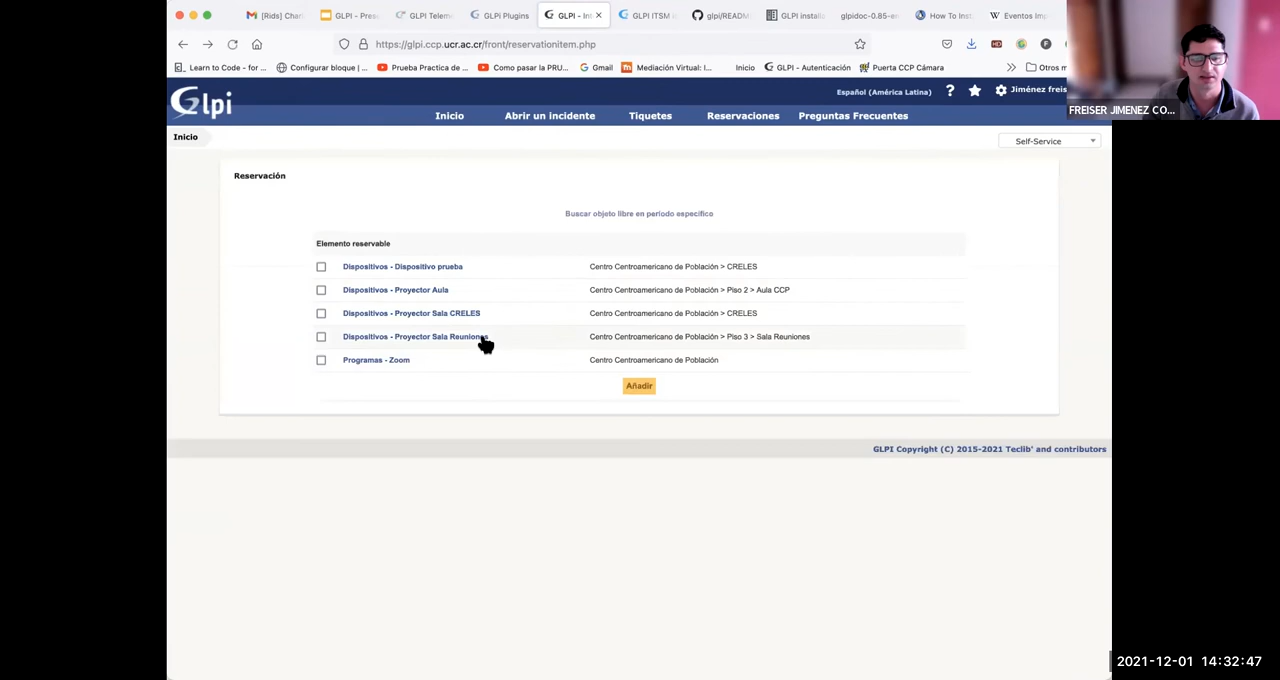 [Rids] Char
GLPI - Pres
GLPI Telem
GLPi Plugins
GLPI - In
GLPI ITSM
glpi/READM
GLPI install
glpidoc-0.85-en
How To Inst
Eventos Imp
https://glpi.ccp.ucr.ac.cr/front/reservationitem.php
HD
F
Learn to Code - for ...
Configurar bloque | ...
Prueba Practica de ...
Como pasar la PRU...
Gmail
Mediación Virtual: I...
Inicio
GLPI - Autenticación
Puerta CCP Cámara
Otros m
FREISER JIMENEZ CO...
Glpi
Español (América Latina)
?
Jiménez freis
Inicio
Abrir un incidente
Tiquetes
Reservaciones
Preguntas Frecuentes
Inicio
Self-Service
Reservación
Buscar objeto libre en período específico
Elemento reservable
Dispositivos - Dispositivo prueba Centro Centroamericano de Población > CRELES
Dispositivos - Proyector Aula Centro Centroamericano de Población > Piso 2 > Aula CCP
Dispositivos - Proyector Sala CRELES Centro Centroamericano de Población > CRELES
Dispositivos - Proyector Sala Reuniones Centro Centroamericano de Población > Piso 3 > Sala Reuniones
Programas - Zoom Centro Centroamericano de Población
Añadir
GLPI Copyright (C) 2015-2021 Teclib' and contributors
2021-12-01 14:32:47